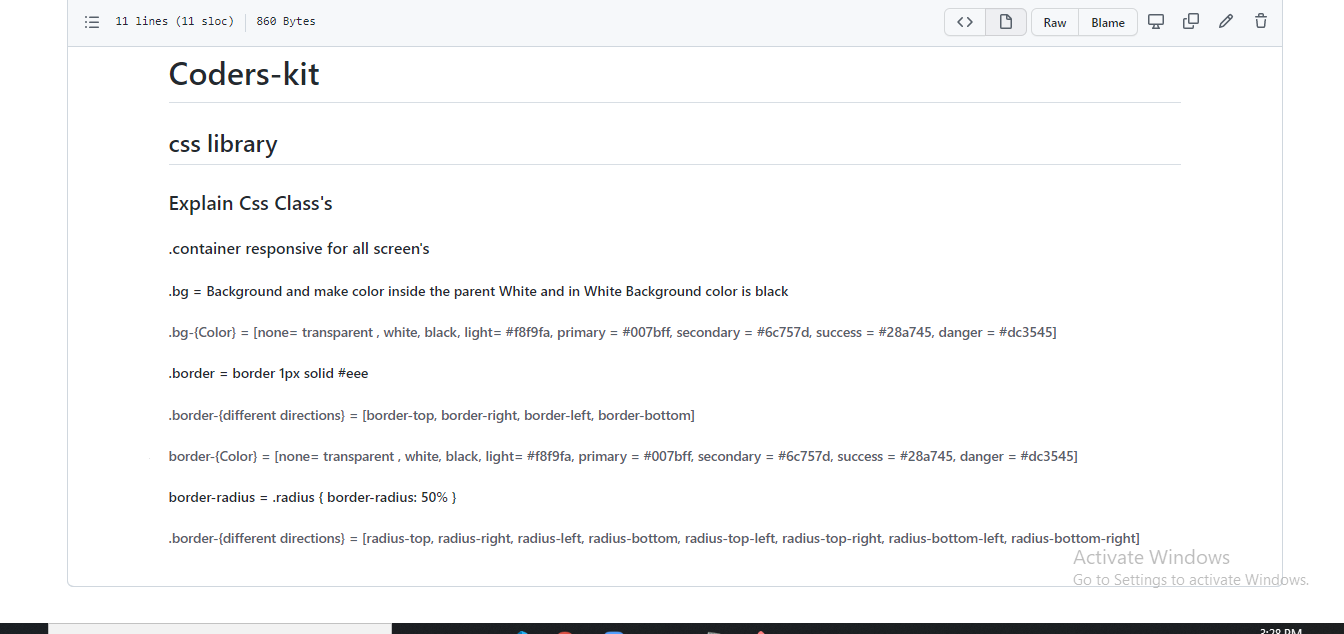 11 lines (11 sloc) 860 Bytes Raw Blame
Coders-kit
css library
Explain Css Class's
.container responsive for all screen's
.bg = Background and make color inside the parent White and in White Background color is black
.bg-{Color} = [none= transparent , white, black, light= #f8f9fa, primary = #007bff, secondary = #6c757d, success = #28a745, danger = #dc3545]
.border = border 1px solid #eee
.border-{different directions} = [border-top, border-right, border-left, border-bottom]
border-{Color} = [none= transparent , white, black, light= #f8f9fa, primary = #007bff, secondary = #6c757d, success = #28a745, danger = #dc3545]
border-radius = .radius { border-radius: 50% }
.border-{different directions} = [radius-top, radius-right, radius-left, radius-bottom, radius-top-left, radius-top-right, radius-bottom-left, radius-bottom-right]
Activate Windows
Go to Settings to activate Windows.
3:28 PM